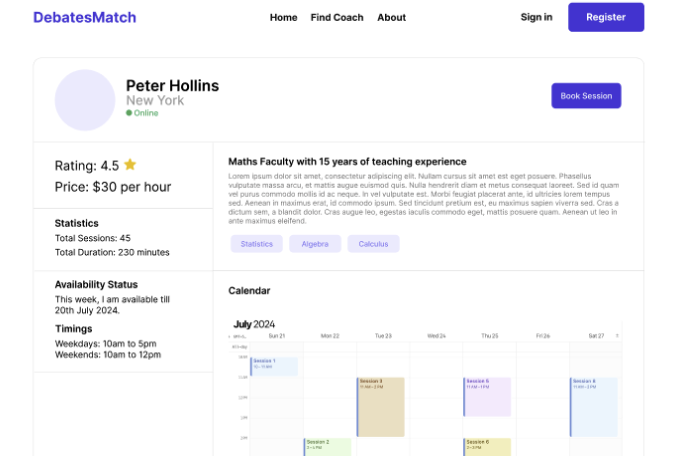 DebatesMatch
Home Find Coach About
Sign in Register
Peter Hollins
New York
Online
Book Session
Rating: 4.5
Price: $30 per hour
Statistics
Total Sessions: 45
Total Duration: 230 minutes
Availability Status
This week, I am available till
20th July 2024.
Timings
Weekdays: 10am to 5pm
Weekends: 10am to 12pm
Maths Faculty with 15 years of teaching experience
Lorem ipsum dolor sit amet, consectetur adipiscing elit. Nullam cursus sit amet est eget posuere. Phasellus
vulputate massa arcu, et mattis augue euismod quis. Nulla hendrerit diam et metus consequat laoreet. Sed id quam
vel purus commodo mollis id ac neque. In vel vulputate est. Morbi feugiat placerat ante, id ultricies lorem tempus
sed. Aenean in maximus erat, id commodo ipsum. Sed tincidunt pretium est, eu maximus sapien viverra sed. Cras a
dictum sem, a blandit dolor. Cras augue leo, egestas iaculis commodo eget, mattis posuere quam. Aenean ut leo in
ante maximus eleifend.
Statistics Algebra Calculus
Calendar
July 2024
Sun 21 Mon 22 Tue 23 Wed 24 Thu 25 Fri 26 Sat 27
Session 1
Session 3
11 AM - 2 PM
Session 5
11 AM - 1 PM
Session 2
2 - 5 PM